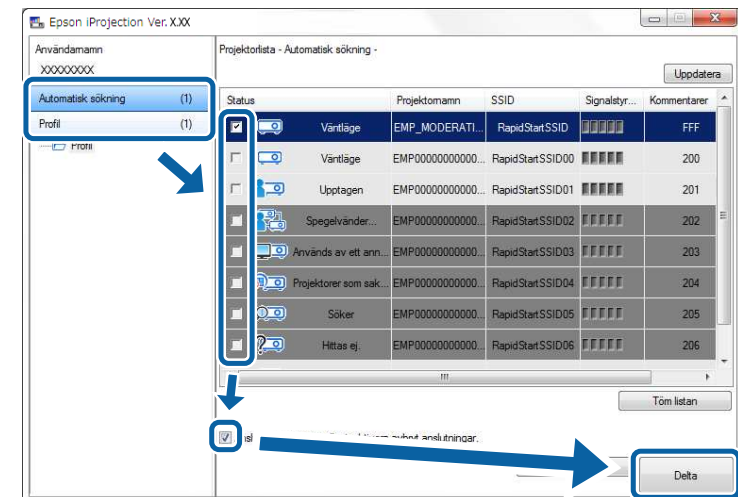 Epson iProjection Ver. X.XX
Användarnamn
XXXXXXXX
Automatisk sökning (1)
Profil (1)
Profil
Projektorlista - Automatisk sökning -
Uppdatera
Status Projektornamn SSID Signalstyr... Kommentarer
Vänteläge EMP_MODERATI... RapidStartSSID FFF
Vänteläge EMP00000000000... RapidStartSSID00 200
Upptagen EMP00000000000... RapidStartSSID01 201
Spegelvänder... EMP00000000000... RapidStartSSID02 202
Används av ett ann... EMP00000000000... RapidStartSSID03 203
Projektorer som sak... EMP00000000000... RapidStartSSID04 204
Söker EMP00000000000... RapidStartSSID05 205
Hittas ej. EMP00000000000... RapidStartSSID06 206
Töm listan
avbryt anslutningar.
Delta